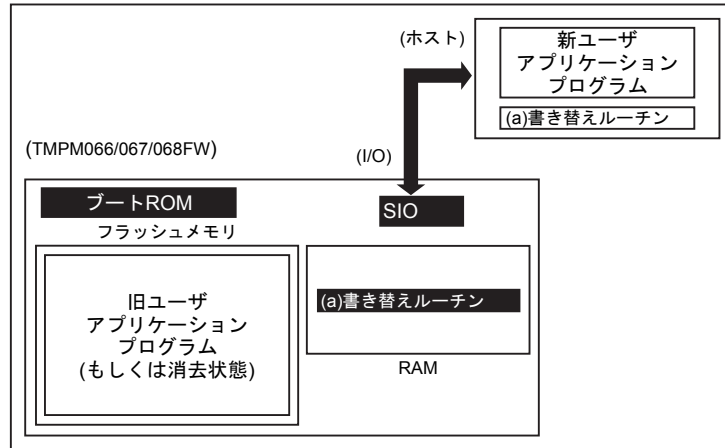 (ホスト)
新ユーザ
アプリケーション
プログラム
(a)書き替えルーチン
(TMPM066/067/068FW)
(I/O)
ブートROM
SIO
フラッシュメモリ
旧ユーザ
アプリケーション
プログラム
(もしくは消去状態)
(a)書き替えルーチン
RAM